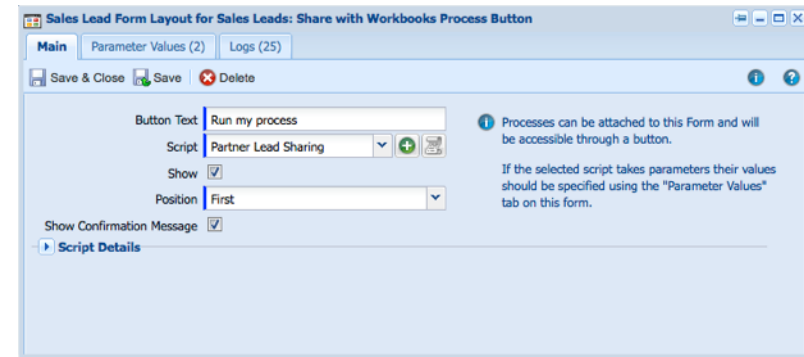 Sales Lead Form Layout for Sales Leads: Share with Workbooks Process Button
Main Parameter Values (2) Logs (25)
Save & Close Save Delete
Button Text Run my process
Script Partner Lead Sharing
Show
Position First
Show Confirmation Message
Script Details
Processes can be attached to this Form and will
be accessible through a button.
If the selected script takes parameters their values
should be specified using the "Parameter Values"
tab on this form.